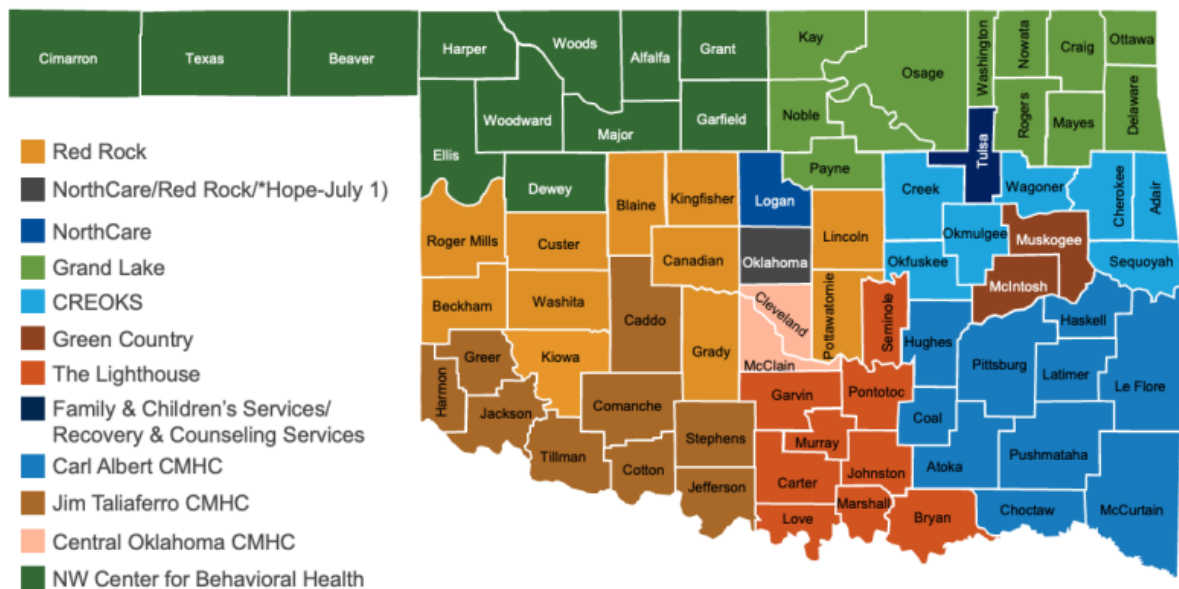 Cimarron
Texas
Beaver
Harper
Woods
Alfalfa
Grant
Kay
Osage
Washington
Nowata
Craig
Ottawa
Woodward
Major
Garfield
Noble
Rogers
Mayes
Delaware
Ellis
Dewey
Blaine
Kingfisher
Logan
Payne
Creek
Tulsa
Wagoner
Cherokee
Adair
Roger Mills
Custer
Canadian
Oklahoma
Lincoln
Okmulgee
Okfuskee
Muskogee
McIntosh
Sequoyah
Beckham
Washita
Caddo
Grady
Cleveland
McClain
Pottawatomie
Seminole
Hughes
Haskell
Pittsburg
Latimer
Le Flore
Harmon
Greer
Kiowa
Jackson
Comanche
Tillman
Cotton
Stephens
Jefferson
Garvin
Pontotoc
Murray
Carter
Johnston
Love
Marshall
Bryan
Coal
Atoka
Pushmataha
Choctaw
McCurtain
Red Rock
NorthCare/Red Rock/*Hope-July 1)
NorthCare
Grand Lake
CREOKS
Green Country
The Lighthouse
Family & Children's Services/
Recovery & Counseling Services
Carl Albert CMHC
Jim Taliaferro CMHC
Central Oklahoma CMHC
NW Center for Behavioral Health